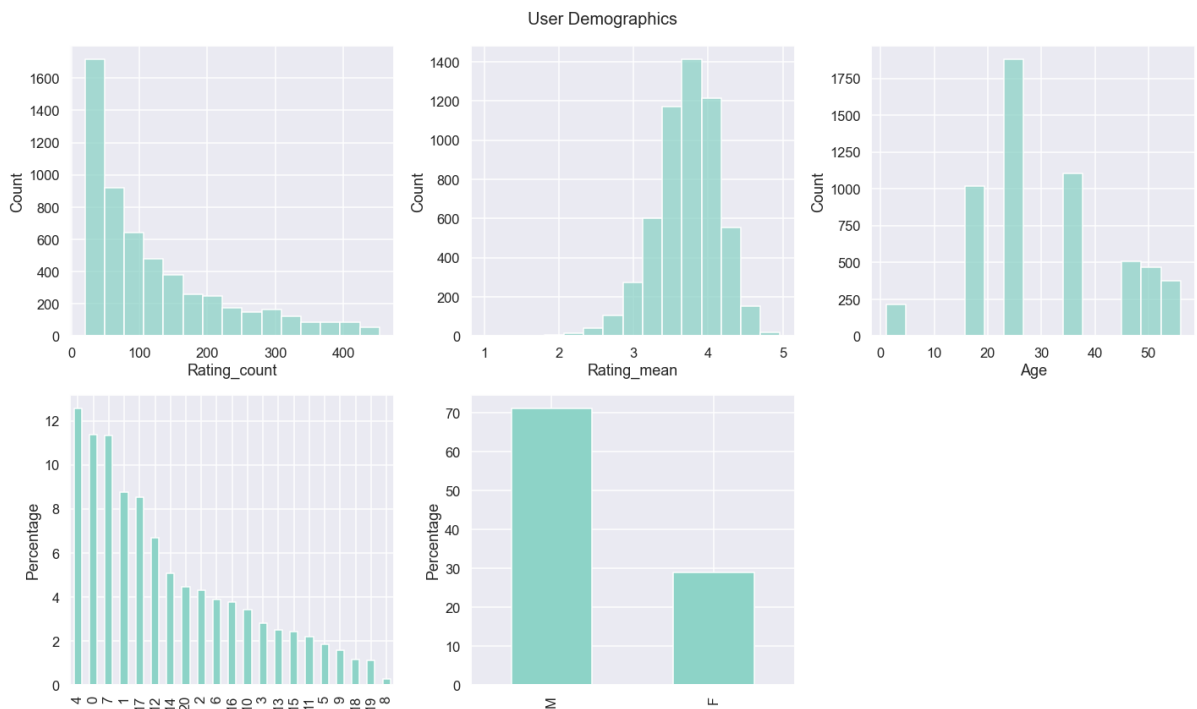 User Demographics
1600
1400
1200
1000
800
600
400
200
0
Count
0 100 200 300 400
Rating_count
1400
1200
1000
800
600
400
200
0
Count
1 2 3 4 5
Rating_mean
1750
1500
1250
1000
750
500
250
0
Count
0 10 20 30 40 50
Age
12
10
8
6
4
2
0
Percentage
4 0 7 1 17 12 14 20 2 6 16 10 3 13 15 11 5 9 18 19 8
70
60
50
40
30
20
10
0
Percentage
M F